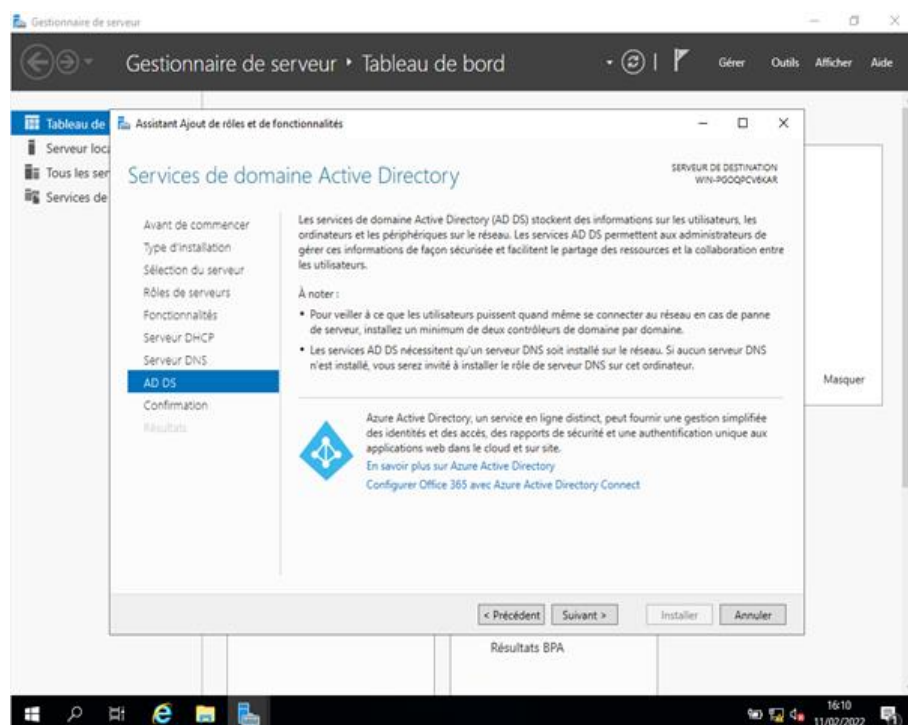 Gestionnaire de serveur
Gestionnaire de serveur • Tableau de bord
Gérer Outils Afficher Aide
Tableau de
Serveur loca
Tous les ser
Services de
Assistant Ajout de rôles et de fonctionnalités
Services de domaine Active Directory
SERVEUR DE DESTINATION
Avant de commencer
Type d'installation
Sélection du serveur
Rôles de serveurs
Fonctionnalités
Serveur DHCP
Serveur DNS
AD DS
Confirmation
Résultats
Les services de domaine Active Directory (AD DS) stockent des informations sur les utilisateurs, les
ordinateurs et les périphériques sur le réseau. Les services AD DS permettent aux administrateurs de
gérer ces informations de façon sécurisée et facilitent le partage des ressources et la collaboration entre
les utilisateurs.
À noter :
• Pour veiller à ce que les utilisateurs puissent quand même se connecter au réseau en cas de panne
de serveur, installez un minimum de deux contrôleurs de domaine par domaine.
• Les services AD DS nécessitent qu'un serveur DNS soit installé sur le réseau. Si aucun serveur DNS
n'est installé, vous serez invité à installer le rôle de serveur DNS sur cet ordinateur.
Azure Active Directory, un service en ligne distinct, peut fournir une gestion simplifiée
des identités et des accès, des rapports de sécurité et une authentification unique aux
applications web dans le cloud et sur site.
En savoir plus sur Azure Active Directory
Configurer Office 365 avec Azure Active Directory Connect
Masquer
< Précédent Suivant > Installer Annuler
Résultats BPA
16:10
11/02/2022